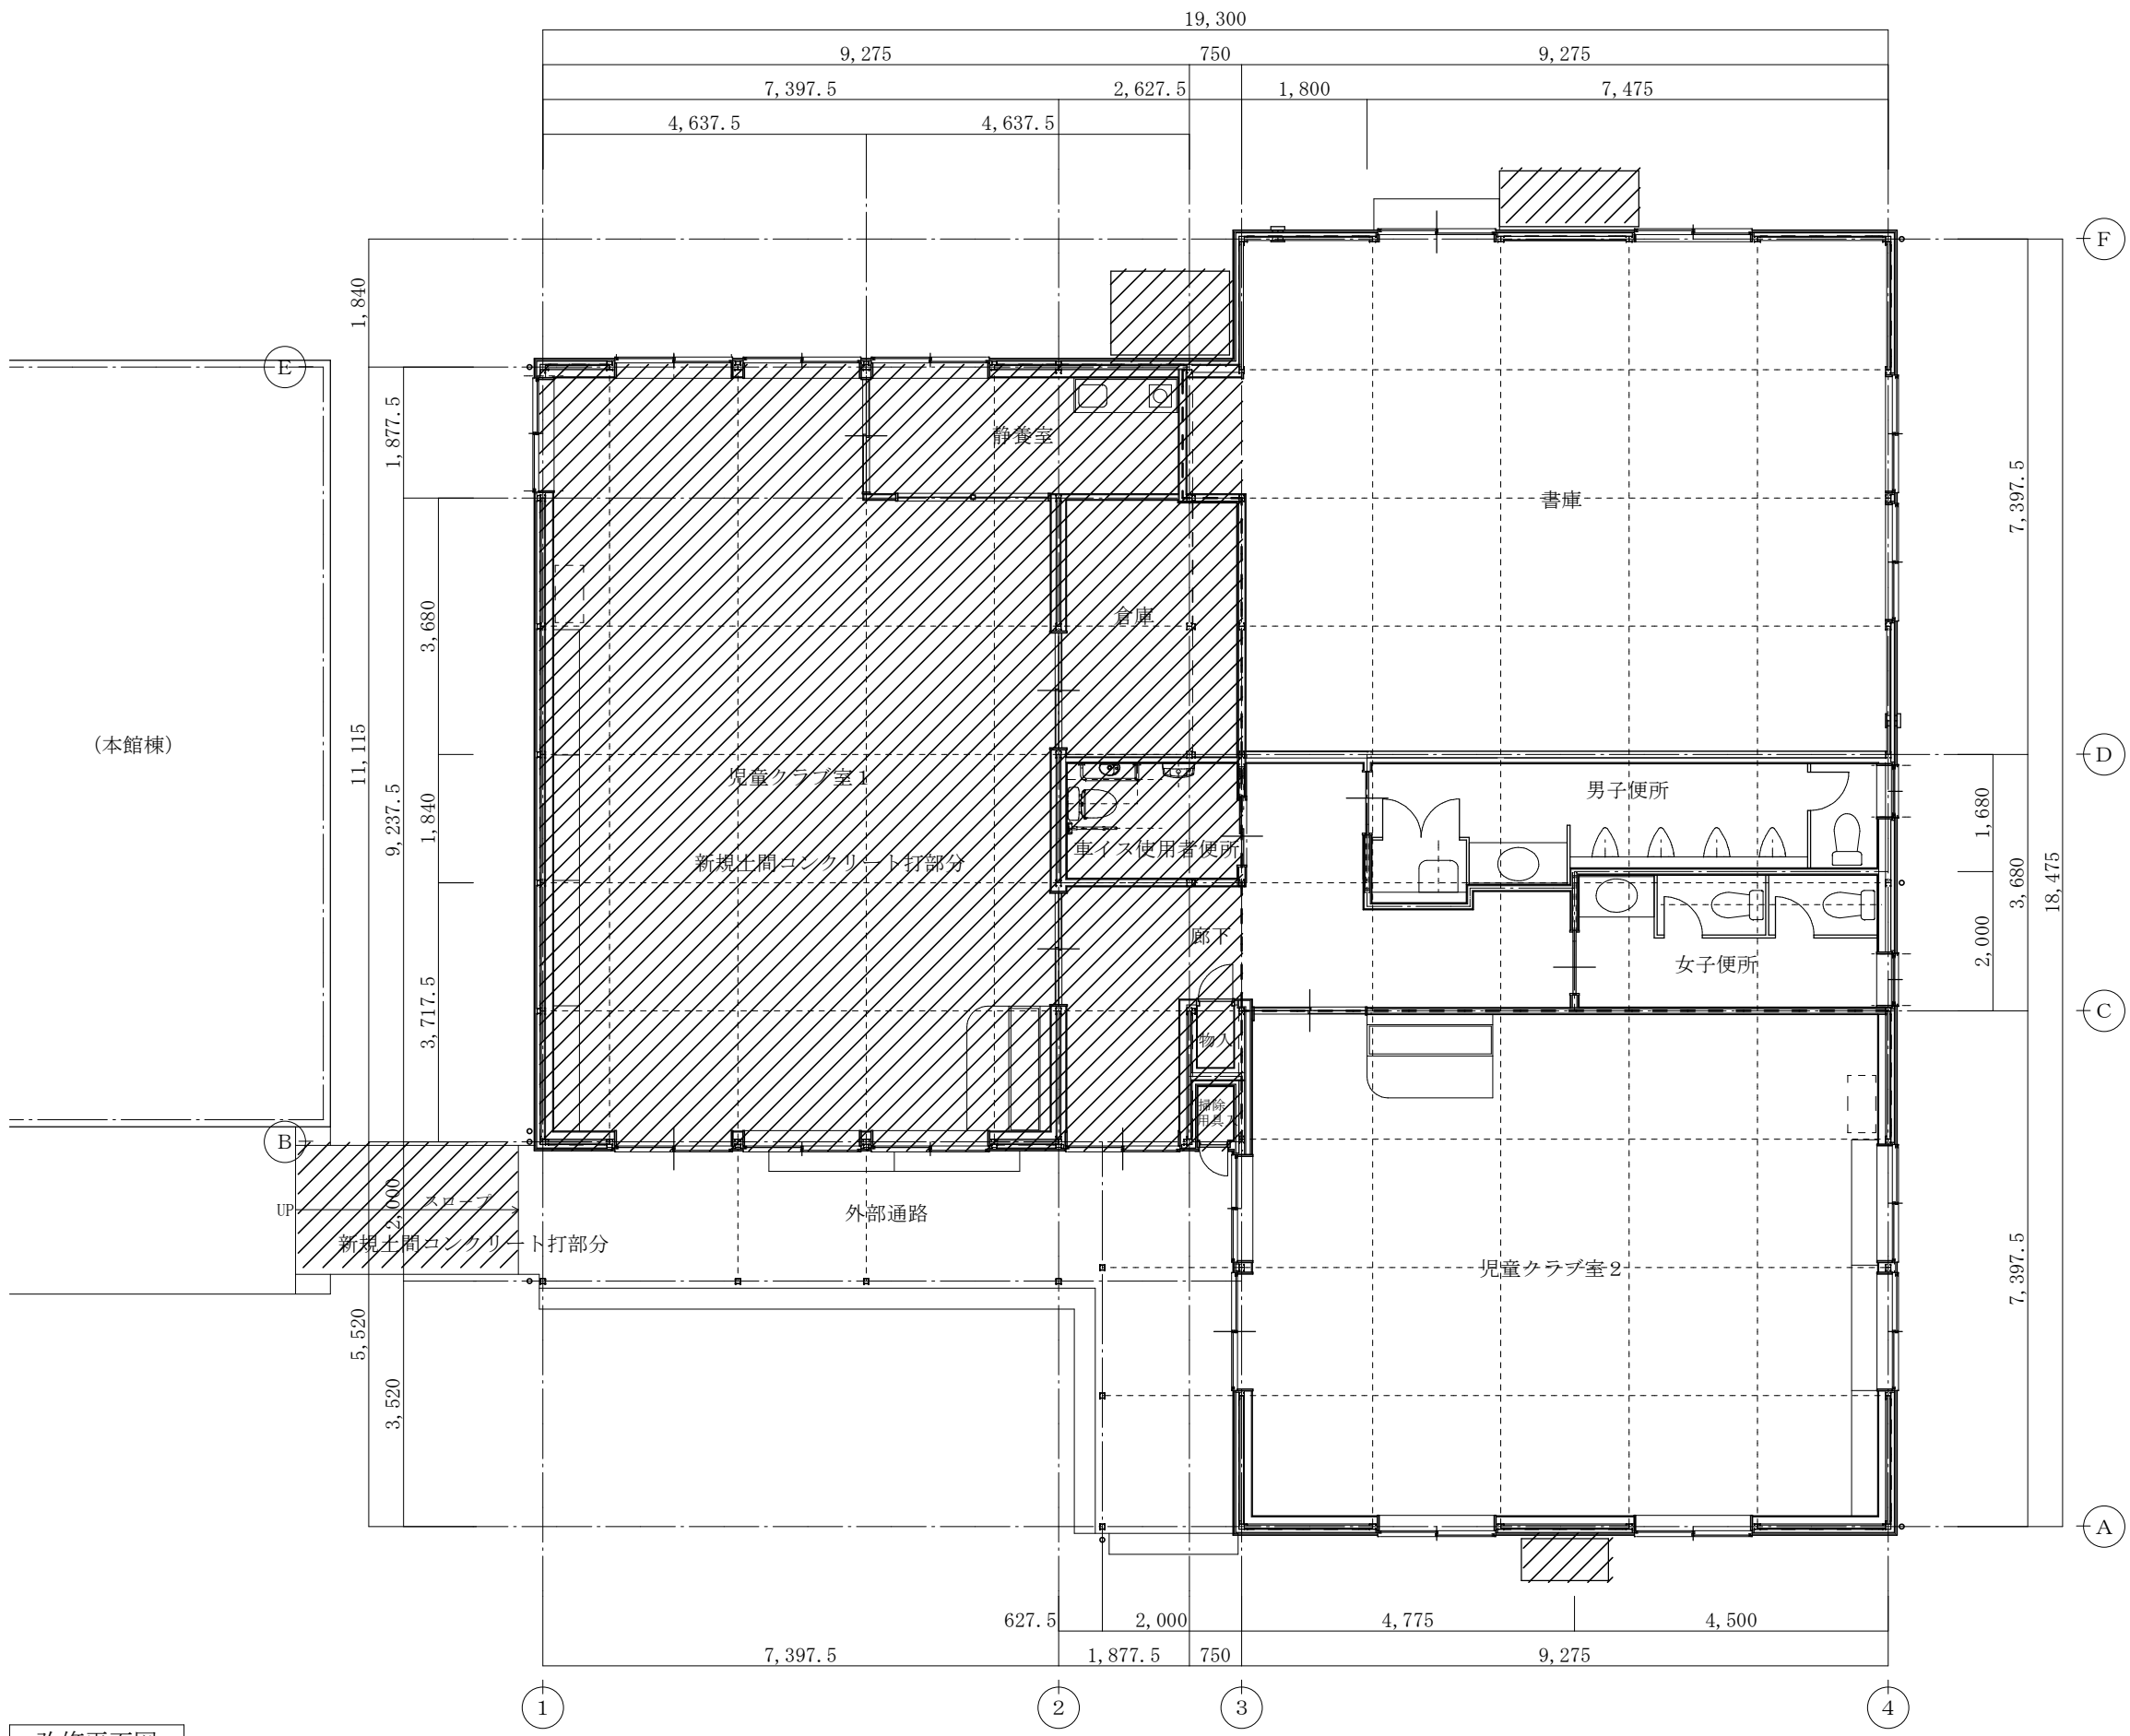 19,300
9,275
750
9,275
7,397.5
2,627.5
1,800
7,475
4,637.5
4,637.5
F
1,840
E
1,877.5
静養室
書庫
7,397.5
3,680
倉庫
(本館棟)
11,115
D
児童クラブ室1
男子便所
9,237.5
1,840
1,680
車イス使用者便所
新規土間コンクリート打部分
3,680
18,475
廊下
2,000
女子便所
3,717.5
C
物入
掃除
用具入
B
UP
スロープ
2,000
外部通路
新規土間コンクリート打部分
児童クラブ室2
7,397.5
5,520
3,520
A
627.5
2,000
4,775
4,500
7,397.5
1,877.5
750
9,275
1
2
3
4
改修平面図